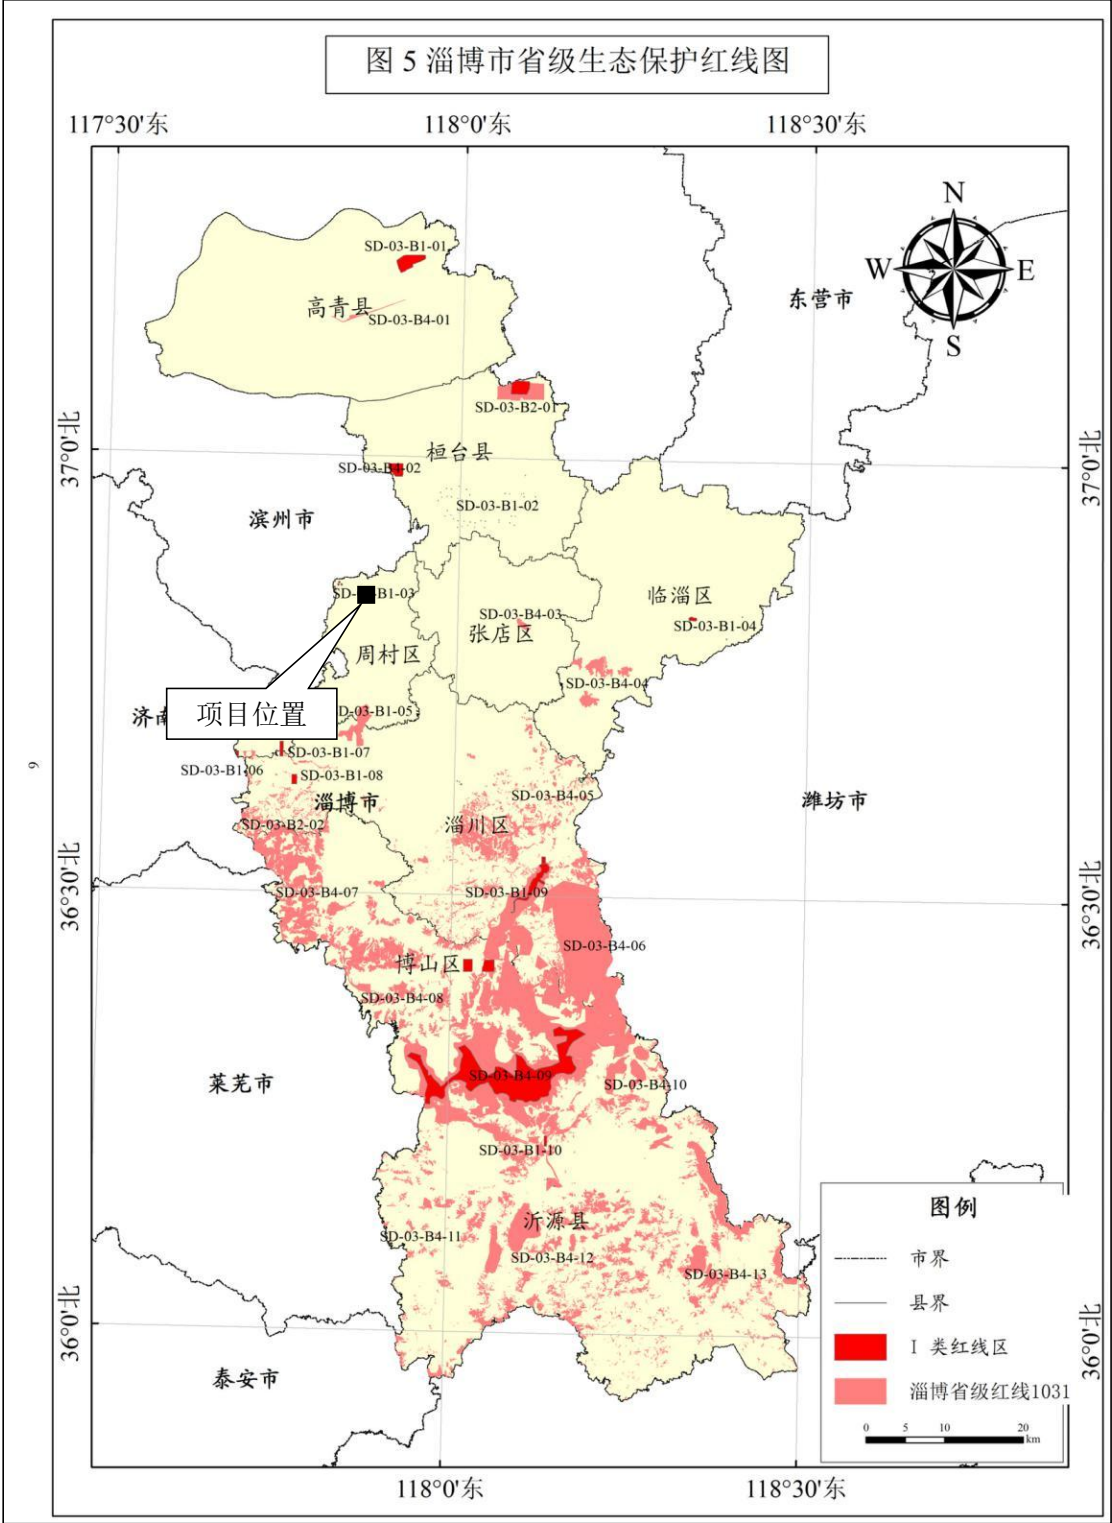 图 5 淄博市省级生态保护红线图
117°30'东
118°0'东
118°30'东
N
W
E
S
SD-03-B1-01
高青县
SD-03-B4-01
东营市
SD-03-B2-01
37°0'北
37°0'北
桓台县
SD-03-B4-02
SD-03-B1-02
滨州市
SD-03-B1-03
临淄区
SD-03-B4-03
张店区
SD-03-B1-04
周村区
SD-03-B4-04
项目位置
济南
SD-03-B1-05
SD-03-B1-07
SD-03-B1-06
SD-03-B1-08
9
淄博市
SD-03-B4-05
潍坊市
SD-03-B2-02
淄川区
36°30'北
36°30'北
SD-03-B4-07
SD-03-B1-09
SD-03-B4-06
博山区
SD-03-B4-08
莱芜市
SD-03-B4-09
SD-03-B4-10
SD-03-B1-10
沂源县
SD-03-B4-11
SD-03-B4-12
SD-03-B4-13
36°0'北
36°0'北
泰安市
图例
市界
县界
I 类红线区
淄博省级红线1031
0 5 10 20
km
118°0'东
118°30'东